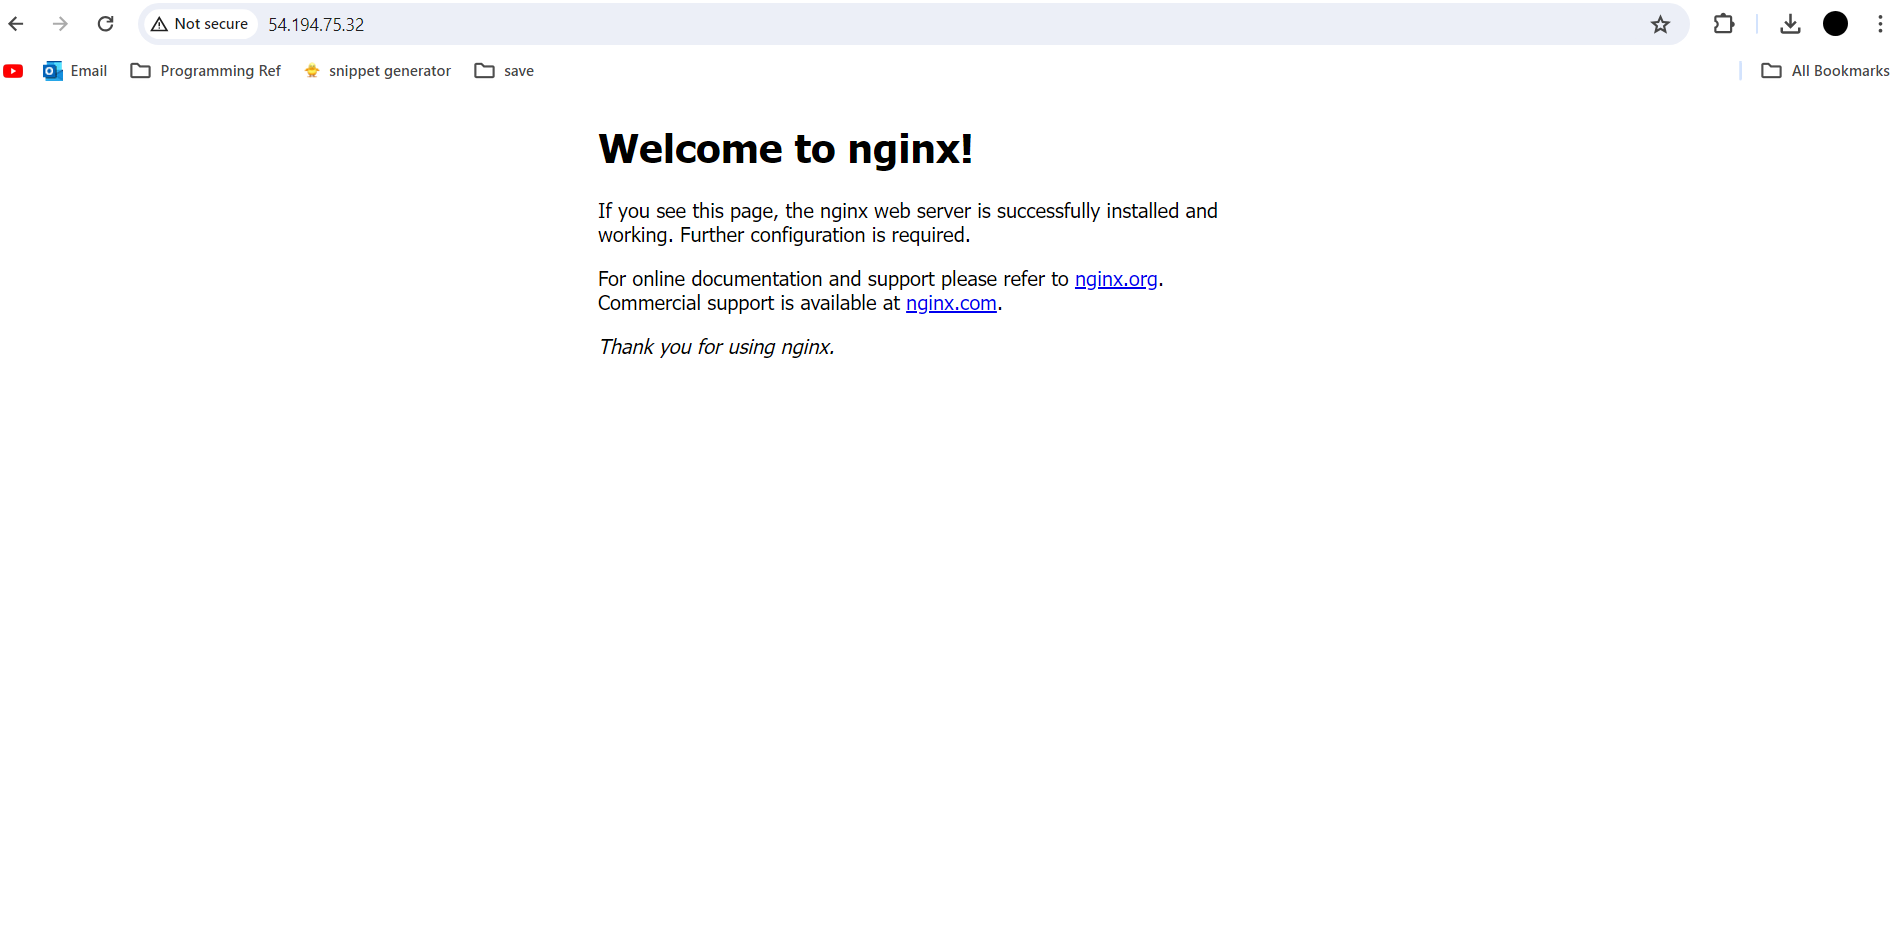 Not secure 54.194.75.32
Email Programming Ref snippet generator save All Bookmarks
Welcome to nginx!
If you see this page, the nginx web server is successfully installed and
working. Further configuration is required.
For online documentation and support please refer to nginx.org.
Commercial support is available at nginx.com.
Thank you for using nginx.